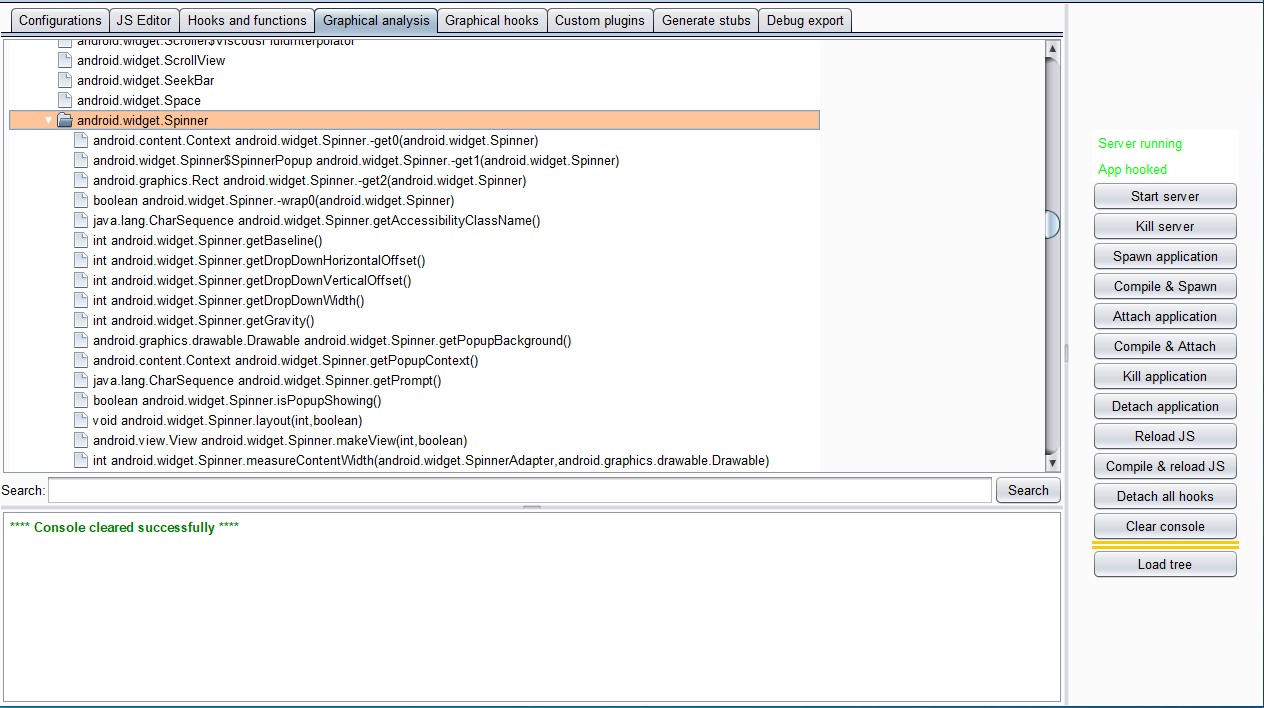 Configurations JS Editor Hooks and functions Graphical analysis Graphical hooks Custom plugins Generate stubs Debug export
android.widget.Scroller$ViscousFluidInterpolator
android.widget.ScrollView
android.widget.SeekBar
android.widget.Space
android.widget.Spinner
android.content.Context android.widget.Spinner.-get0(android.widget.Spinner)
android.widget.Spinner$SpinnerPopup android.widget.Spinner.-get1(android.widget.Spinner)
android.graphics.Rect android.widget.Spinner.-get2(android.widget.Spinner)
boolean android.widget.Spinner.-wrap0(android.widget.Spinner)
java.lang.CharSequence android.widget.Spinner.getAccessibilityClassName()
int android.widget.Spinner.getBaseline()
int android.widget.Spinner.getDropDownHorizontalOffset()
int android.widget.Spinner.getDropDownVerticalOffset()
int android.widget.Spinner.getDropDownWidth()
int android.widget.Spinner.getGravity()
android.graphics.drawable.Drawable android.widget.Spinner.getPopupBackground()
android.content.Context android.widget.Spinner.getPopupContext()
java.lang.CharSequence android.widget.Spinner.getPrompt()
boolean android.widget.Spinner.isPopupShowing()
void android.widget.Spinner.layout(int,boolean)
android.view.View android.widget.Spinner.makeView(int,boolean)
int android.widget.Spinner.measureContentWidth(android.widget.SpinnerAdapter,android.graphics.drawable.Drawable)
Search: Search
**** Console cleared successfully ****
Server running
App hooked
Start server
Kill server
Spawn application
Compile & Spawn
Attach application
Compile & Attach
Kill application
Detach application
Reload JS
Compile & reload JS
Detach all hooks
Clear console
Load tree